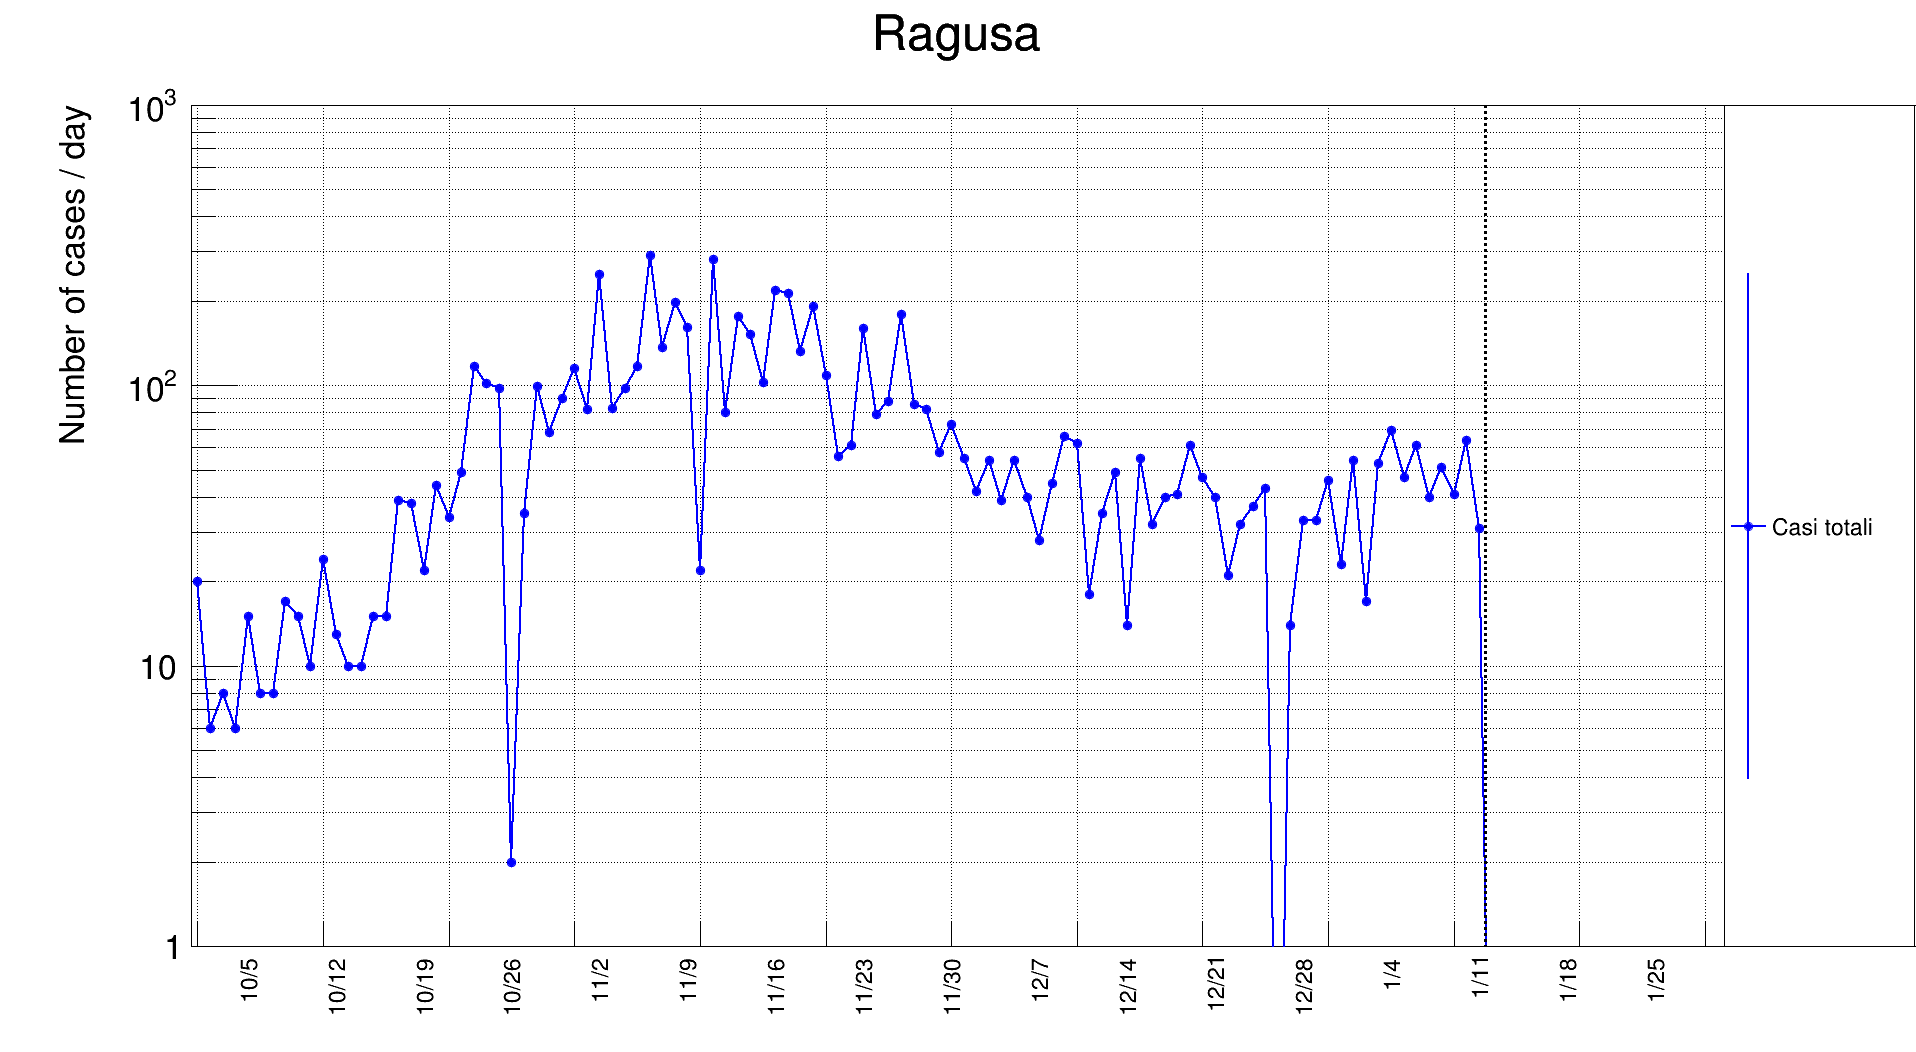 Ragusa
Number of cases / day
10³
10²
10
1
10/5 10/12 10/19 10/26 11/2 11/9 11/16 11/23 11/30 12/7 12/14 12/21 12/28 1/4 1/11 1/18 1/25
Casi totali